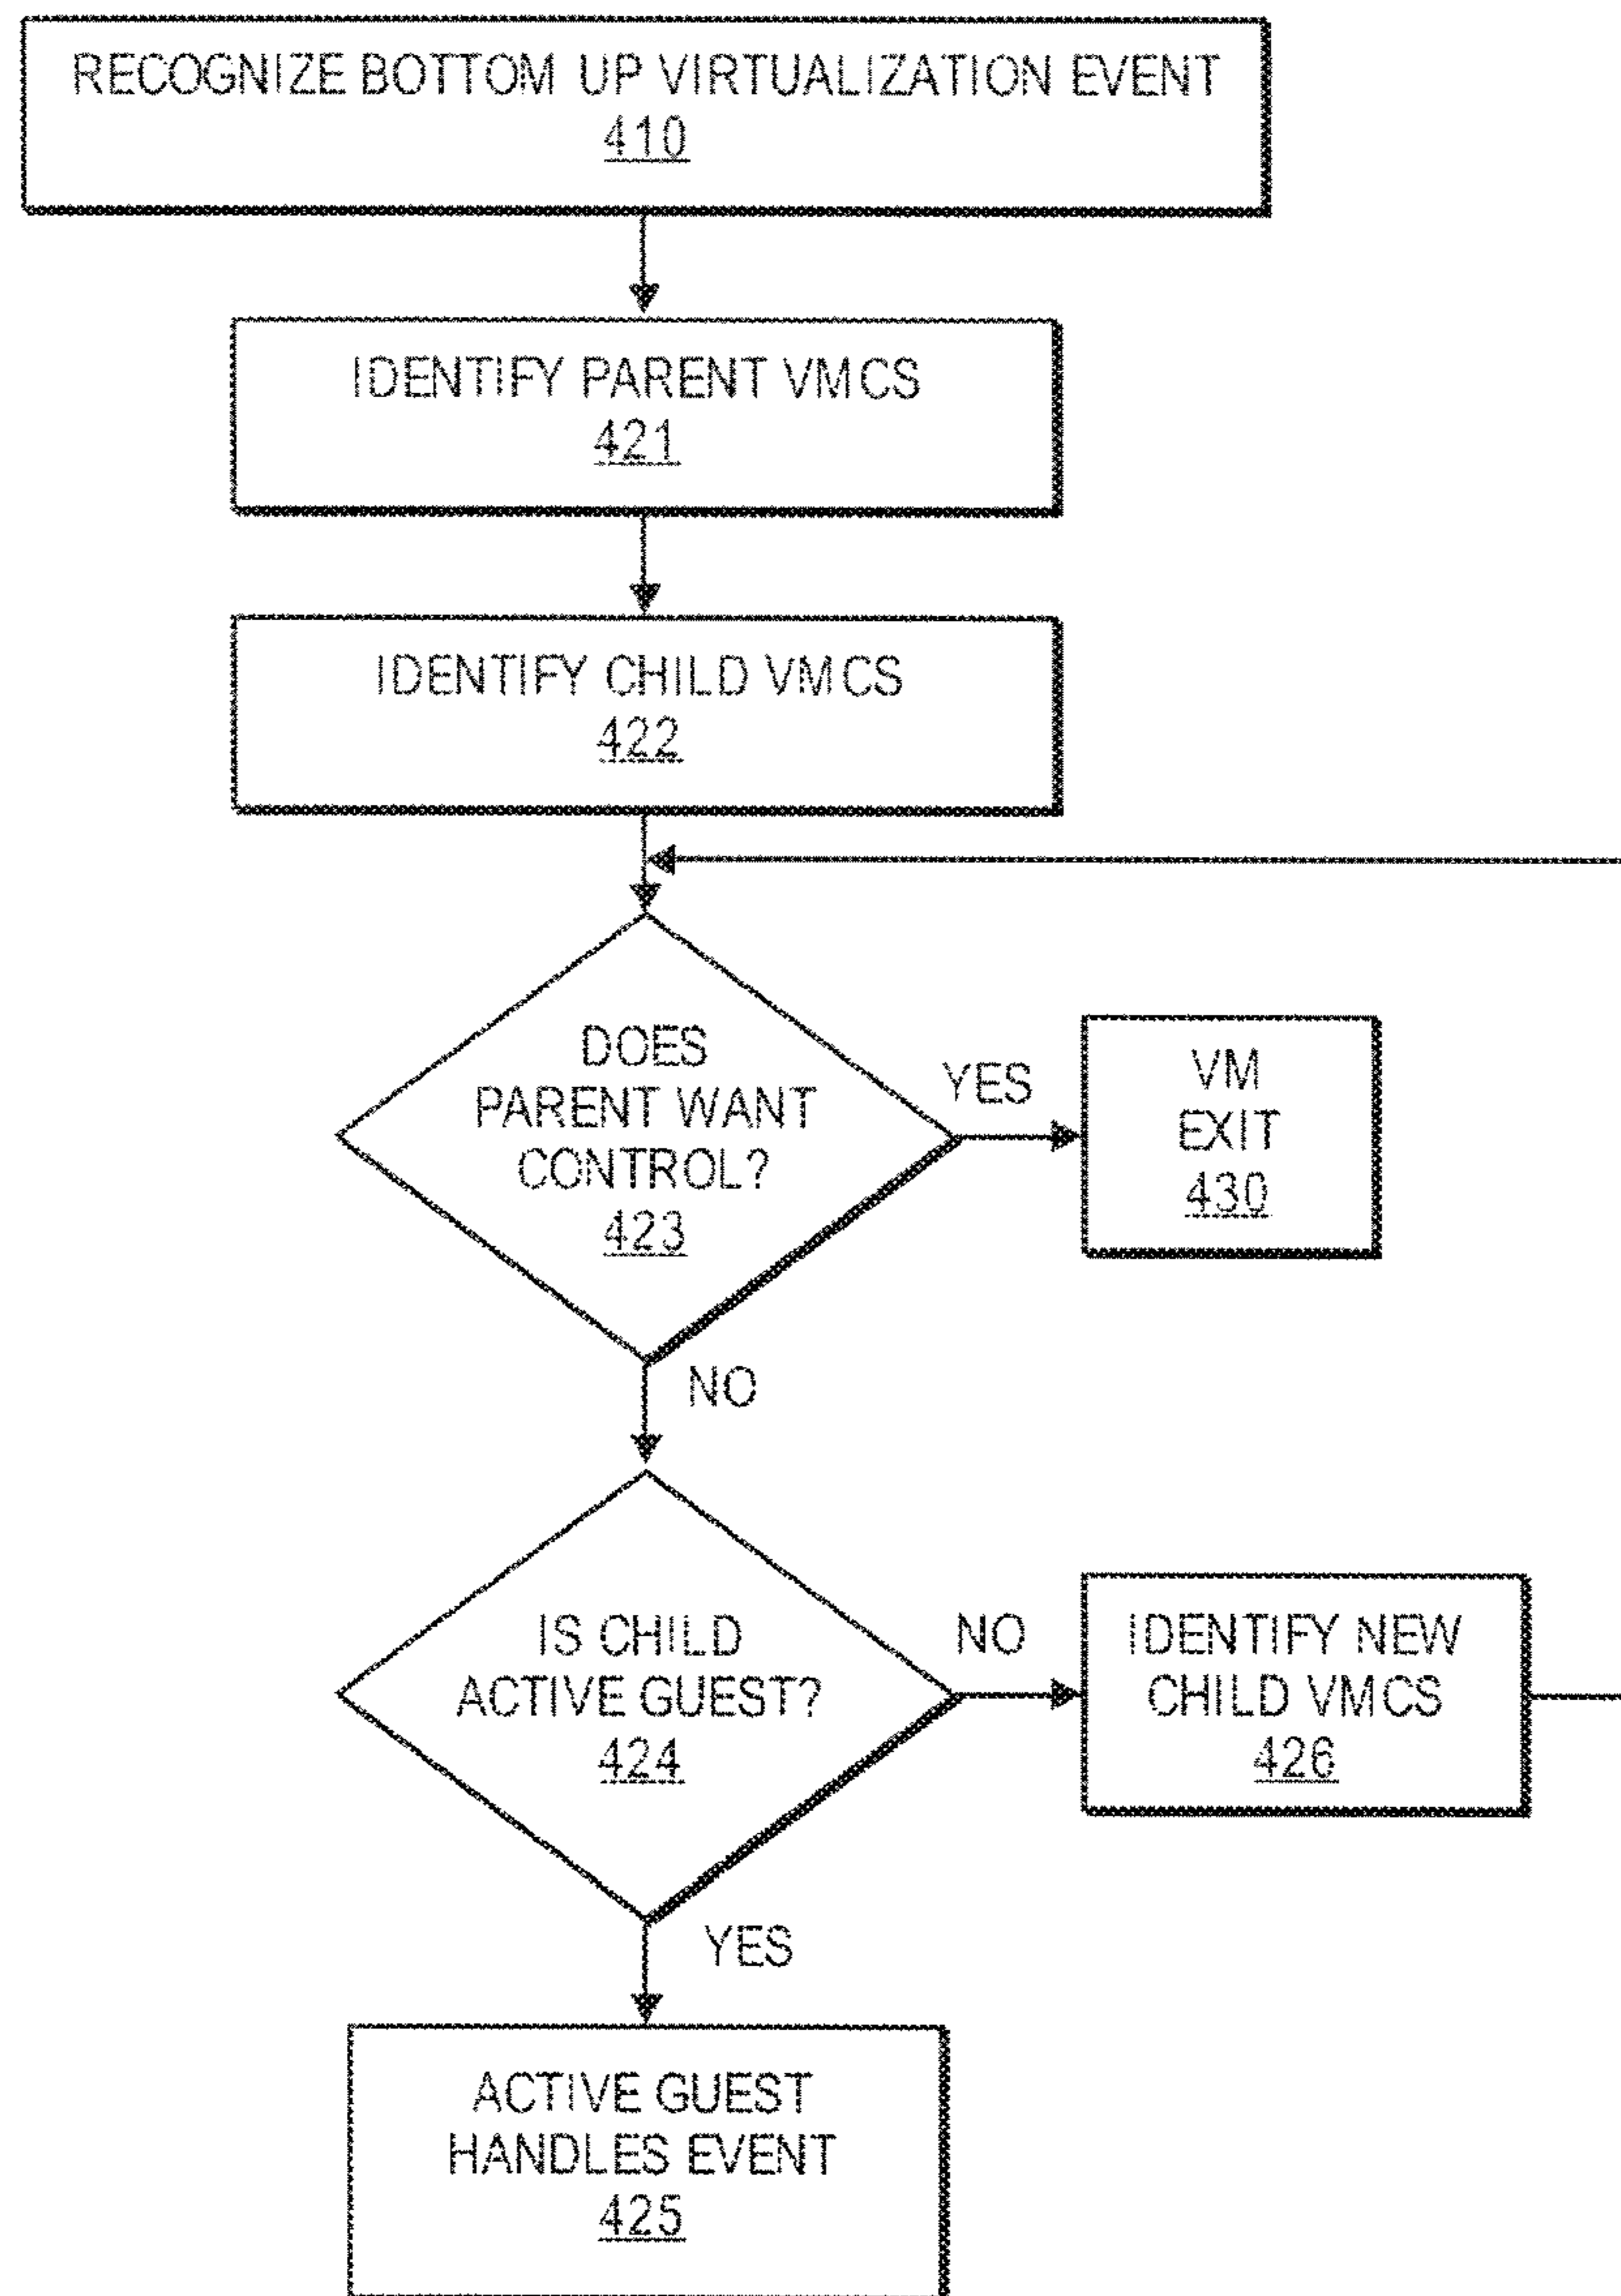 RECOGNIZE BOTTOM UP VIRTUALIZATION EVENT
410
IDENTIFY PARENT VMCS
421
IDENTIFY CHILD VMCS
422
DOES
PARENT WANT
CONTROL?
423
YES
VM
EXIT
430
NO
IS CHILD
ACTIVE GUEST?
424
NO
IDENTIFY NEW
CHILD VMCS
426
YES
ACTIVE GUEST
HANDLES EVENT
425